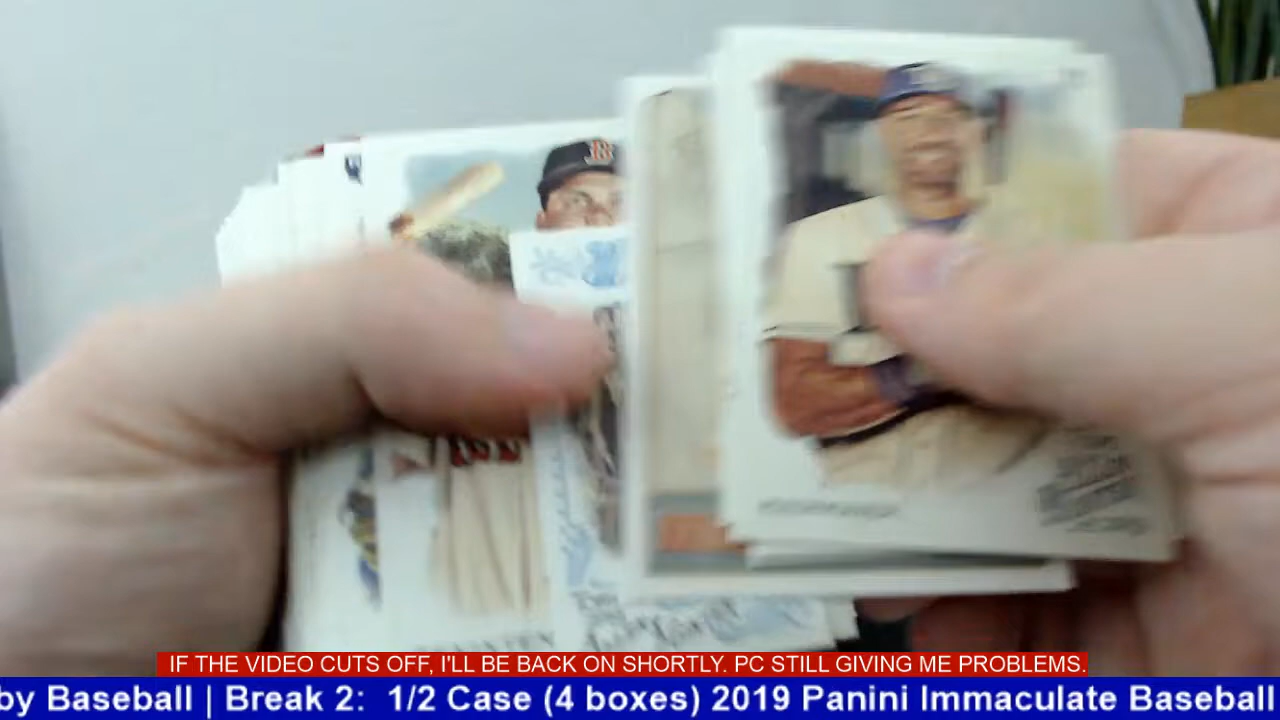 B
IF THE VIDEO CUTS OFF, I'LL BE BACK ON SHORTLY. PC STILL GIVING ME PROBLEMS.
by Baseball | Break 2: 1/2 Case (4 boxes) 2019 Panini Immaculate Baseball